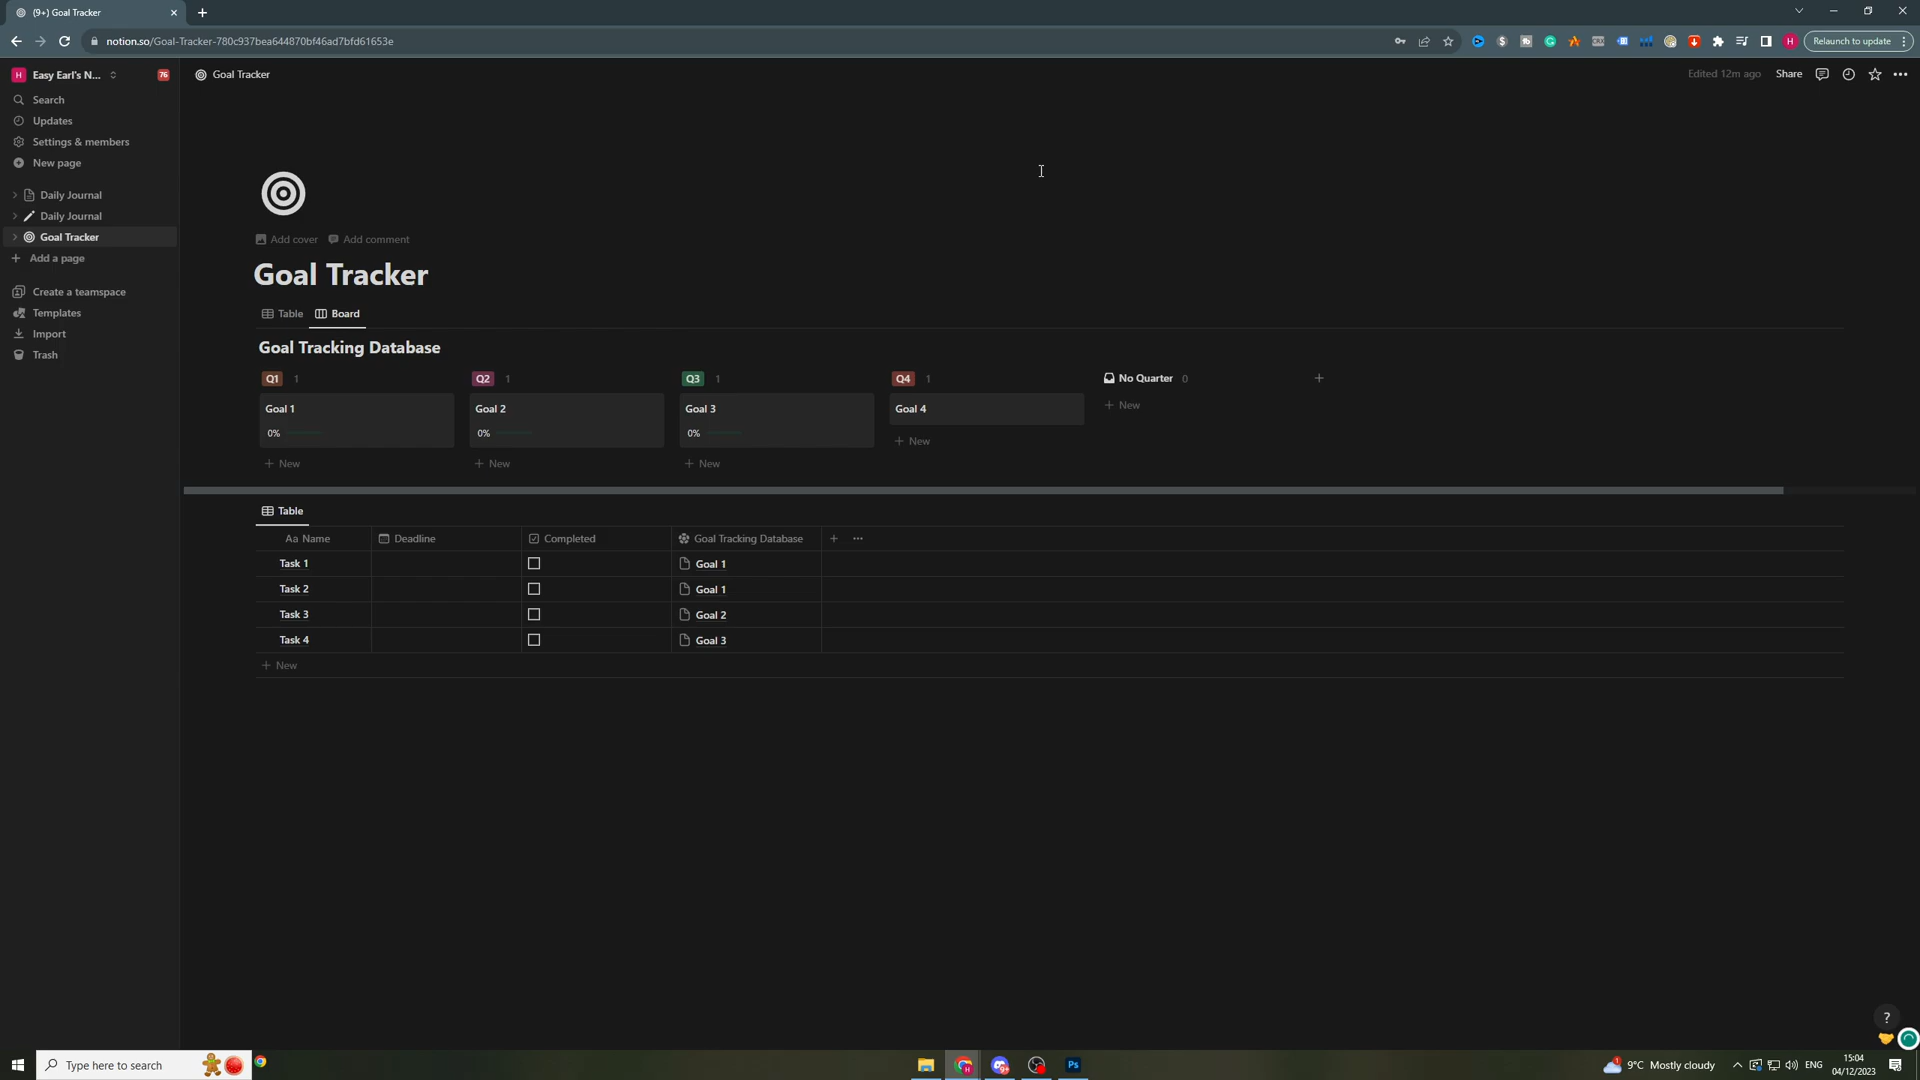 (9+) Goal Tracker
notion.so/Goal-Tracker-780c937bea644870bf46ad7bfd61653e
Relaunch to update
H Easy Earl's N... 76
Goal Tracker
Edited 12m ago Share
Search
Updates
Settings & members
New page
Daily Journal
Daily Journal
Goal Tracker
Add a page
Create a teamspace
Templates
Import
Trash
Add cover Add comment
Goal Tracker
Table Board
Goal Tracking Database
Q1 1 Q2 1 Q3 1 Q4 1 No Quarter 0
Goal 1 Goal 2 Goal 3 Goal 4 New
0% 0% 0%
New
New New New
Table
Aa Name Deadline Completed Goal Tracking Database
Task 1 Goal 1
Task 2 Goal 1
Task 3 Goal 2
Task 4 Goal 3
New
?
Type here to search
Ps
9°C Mostly cloudy
ENG
15:04
04/12/2023